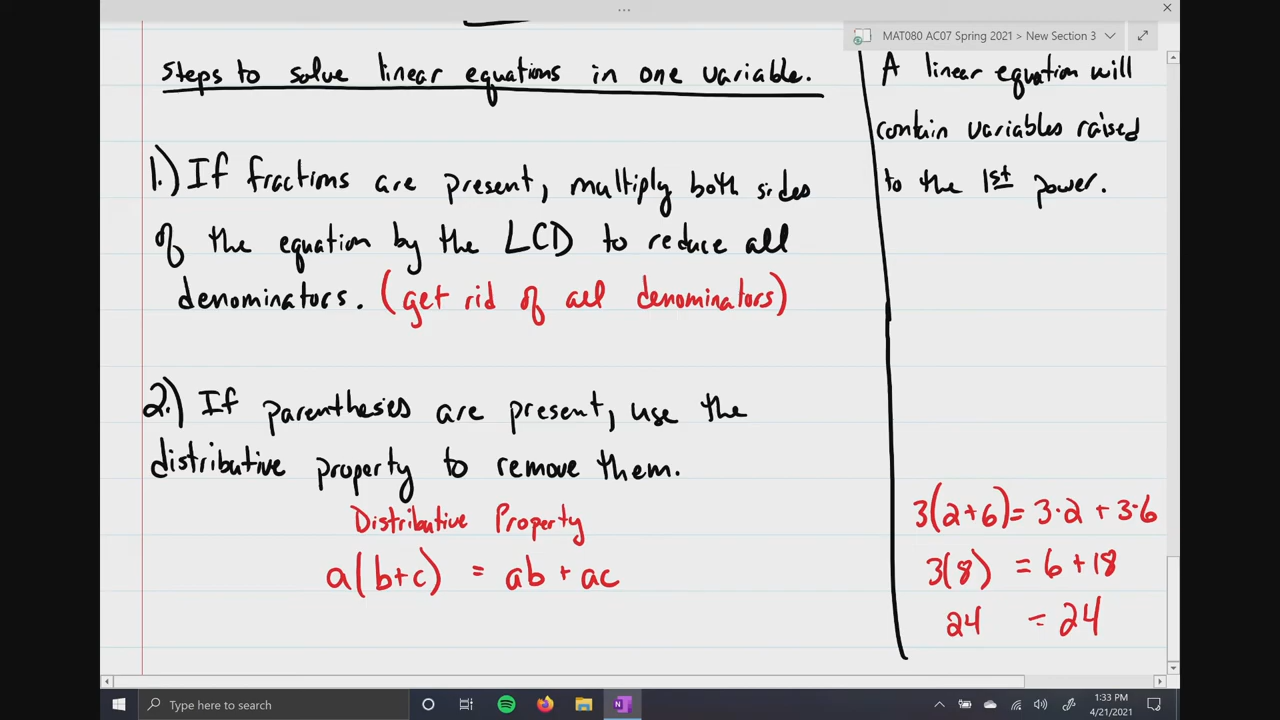 MAT080 AC07 Spring 2021 > New Section 3
Steps to solve linear equations in one variable.
1.) If fractions are present, multiply both sides
of the equation by the LCD to reduce all
denominators. (get rid of all denominators)
2.) If parentheses are present, use the
distributive property to remove them.
Distributive Property
a(b+c) = ab + ac
A linear equation will
contain variables raised
to the 1st power.
3(2+6) = 3·2 + 3·6
3(8) = 6 + 18
24 = 24
Type here to search
1:33 PM
4/21/2021